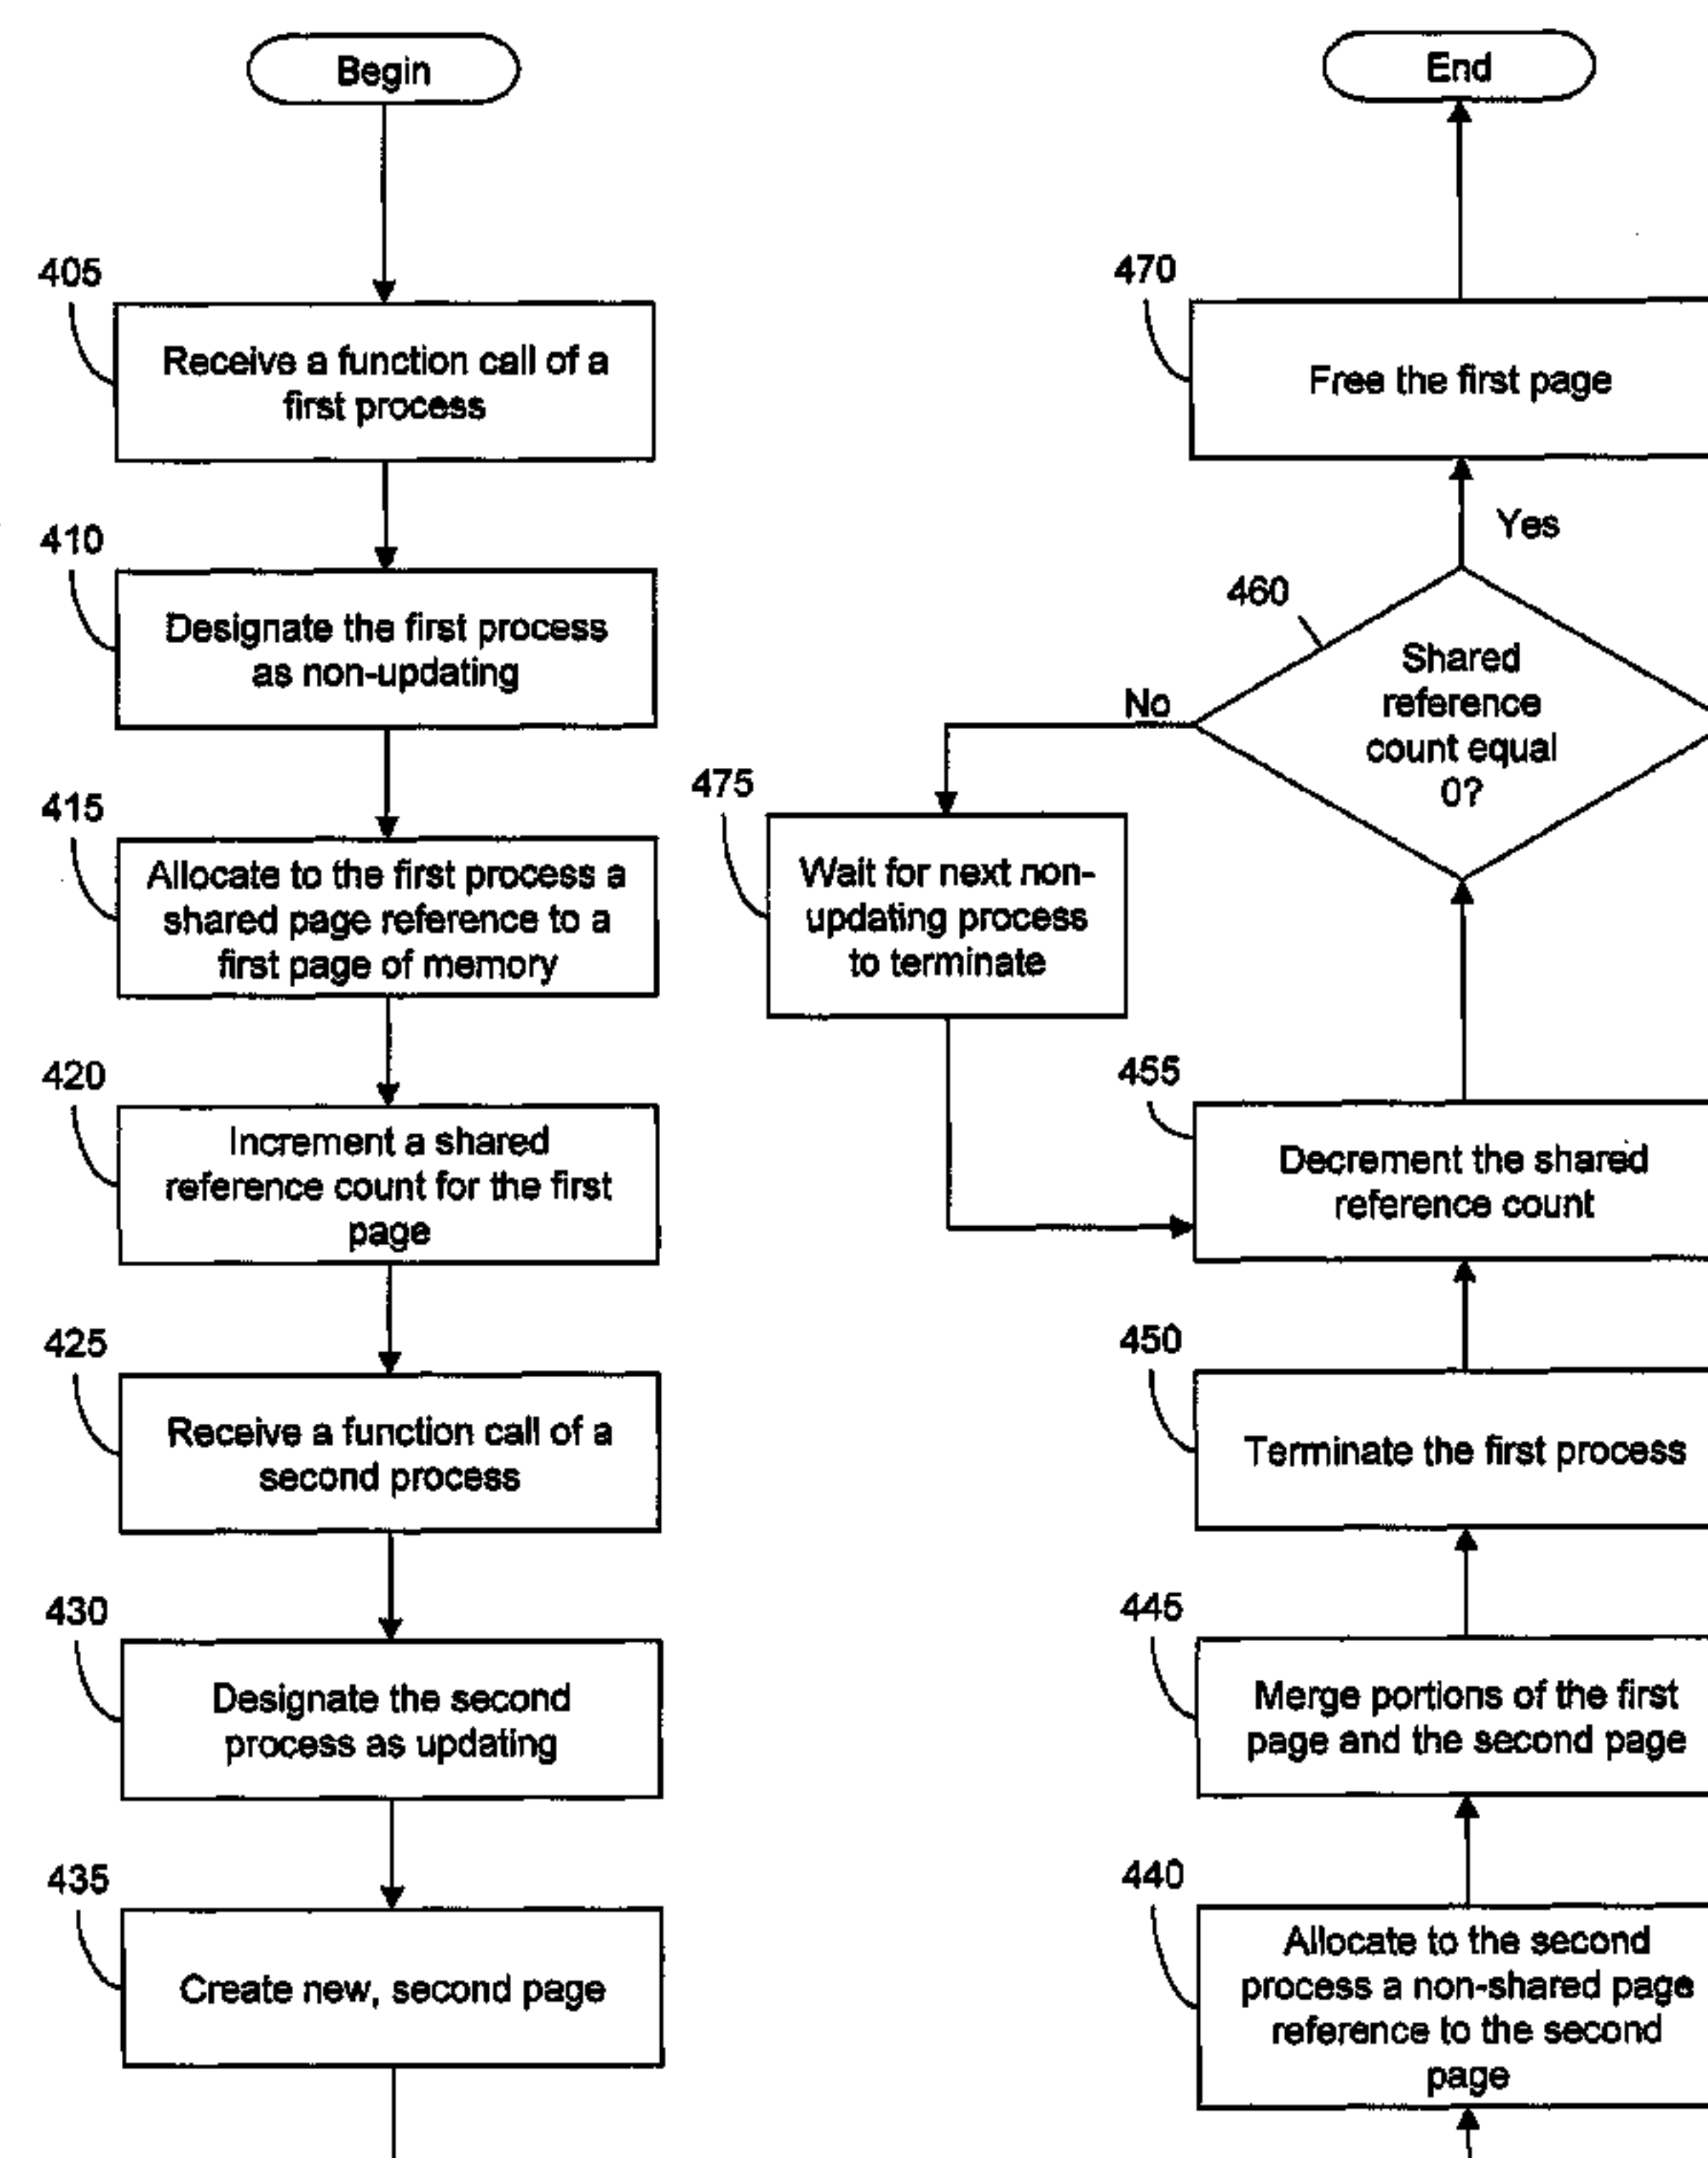 Begin
405
Receive a function call of a
first process
410
Designate the first process
as non-updating
415
Allocate to the first process a
shared page reference to a
first page of memory
420
Increment a shared
reference count for the first
page
425
Receive a function call of a
second process
430
Designate the second
process as updating
435
Create new, second page
End
470
Free the first page
Yes
460
Shared
reference
count equal
0?
No
475
Wait for next non-
updating process
to terminate
455
Decrement the shared
reference count
450
Terminate the first process
445
Merge portions of the first
page and the second page
440
Allocate to the second
process a non-shared page
reference to the second
page